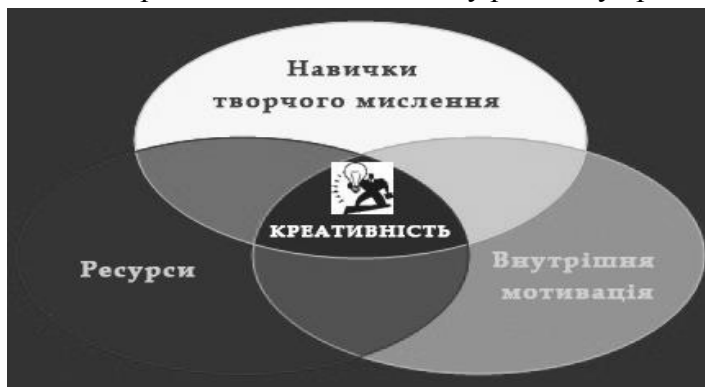 Навички
творчого мислення
КРЕАТИВНІСТЬ
Ресурси
Внутрішня
мотивація